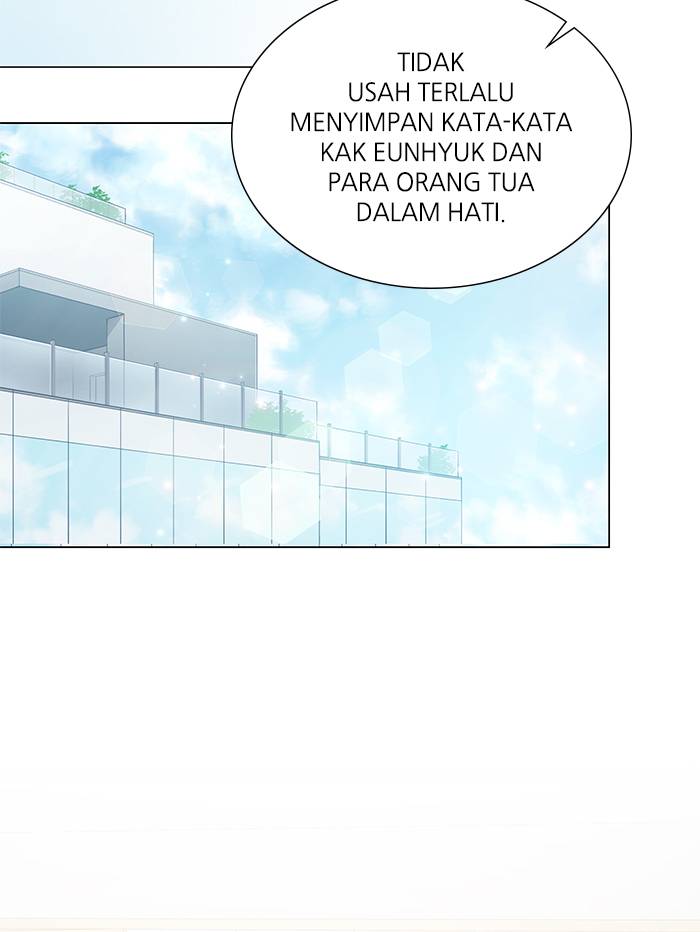 TIDAK
USAH TERLALU
MENYIMPAN KATA-KATA
KAK EUNHYUK DAN
PARA ORANG TUA
DALAM HATI.